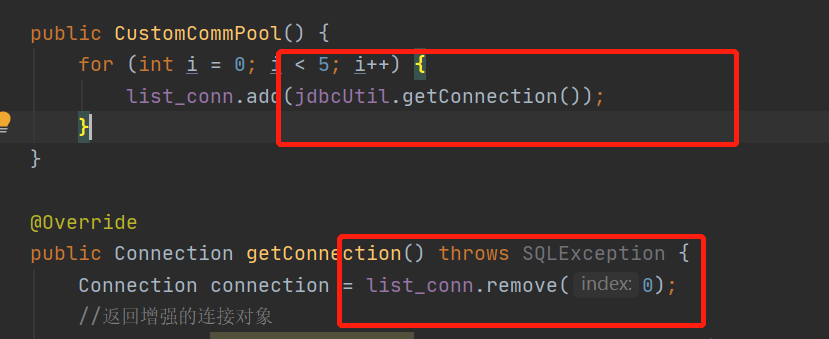 public CustomCommPool() {
for (int i = 0; i < 5; i++) {
list_conn.add(jdbcUtil.getConnection());
}
}
@Override
public Connection getConnection() throws SQLException {
Connection connection = list_conn.remove( index: 0);
//返回增强的连接对象